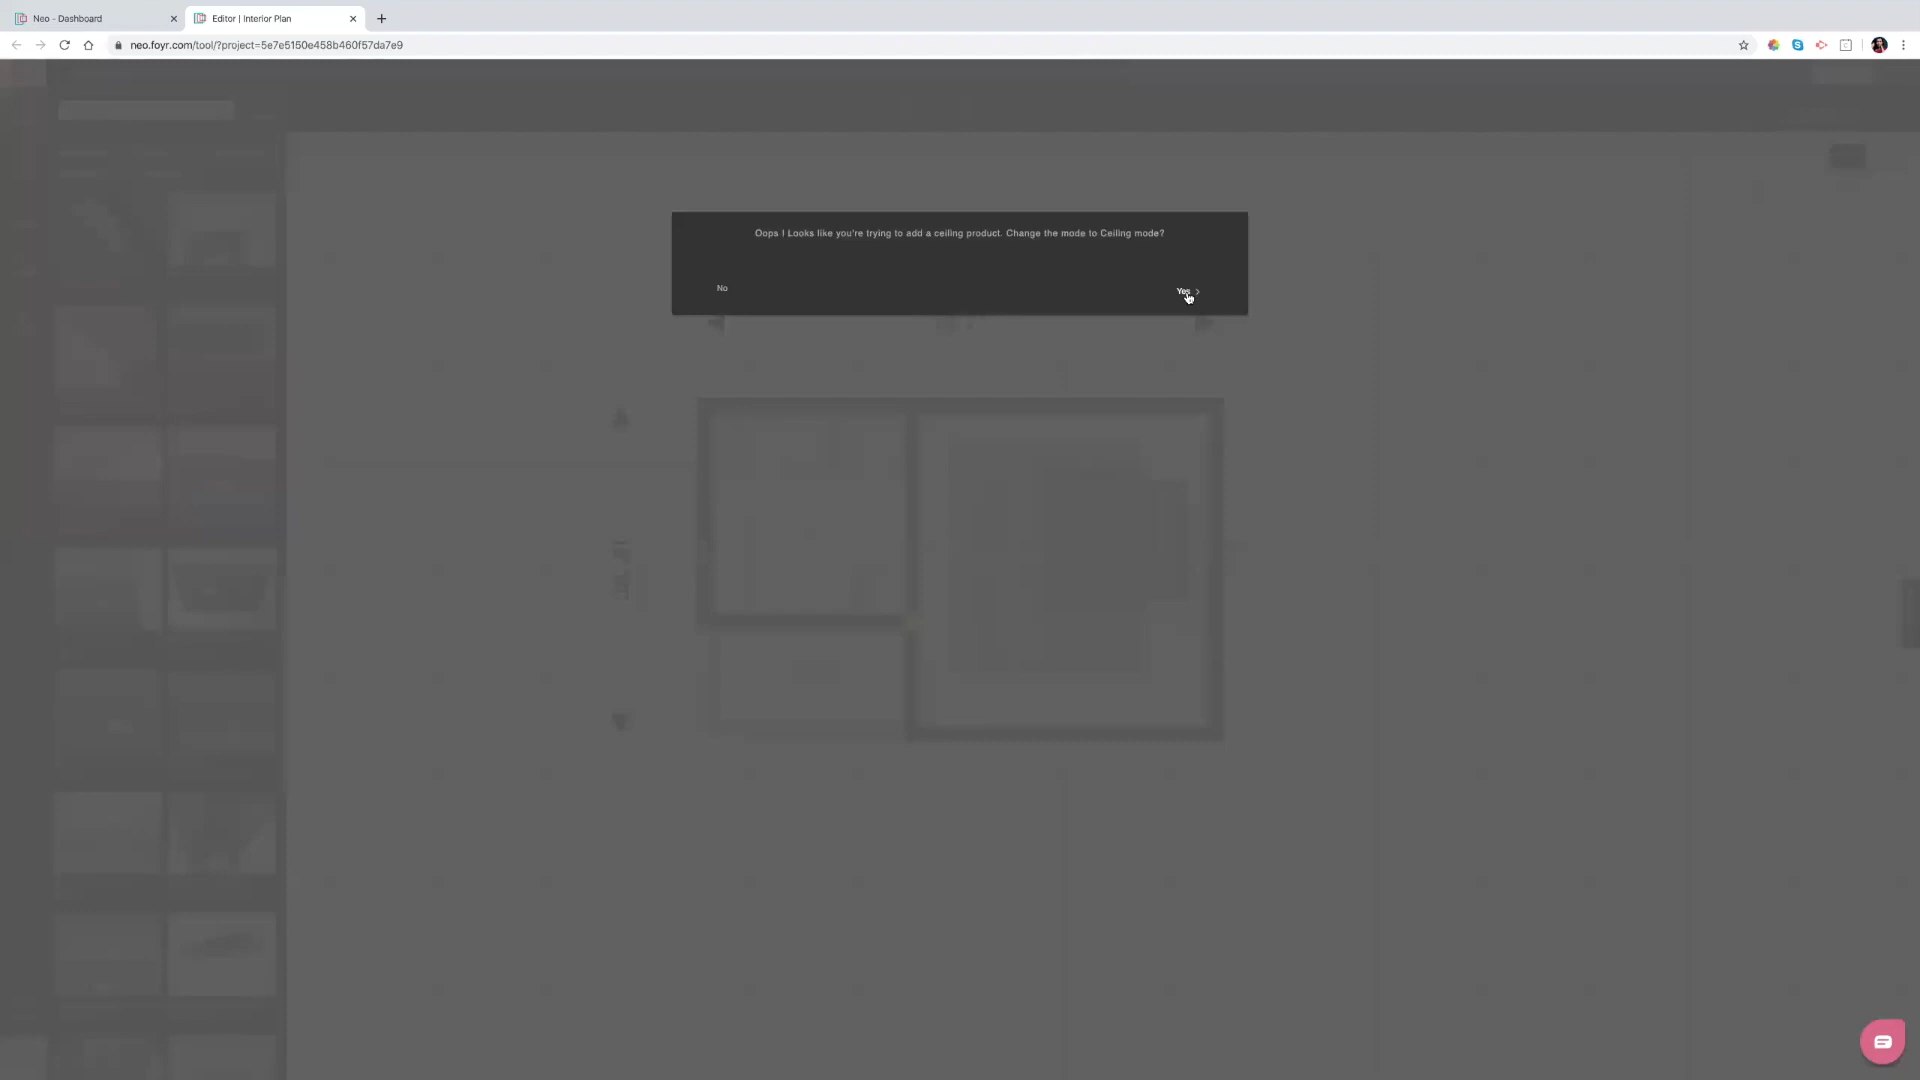 Neo - Dashboard
Editor | Interior Plan
neo.foyr.com/tool/?project=5e7e5150e458b460f57da7e9
Oops ! Looks like you're trying to add a ceiling product. Change the mode to Ceiling mode?
No
Yes